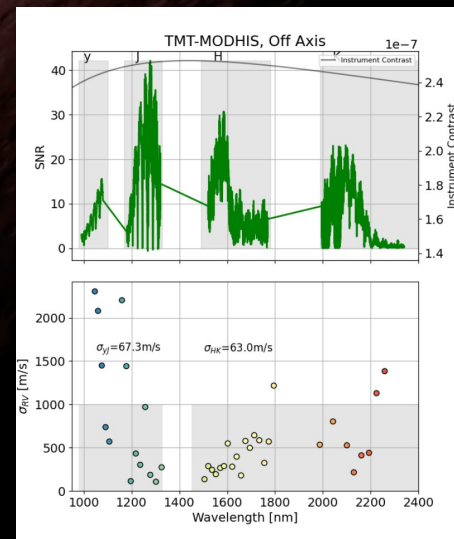 TMT-MODHIS, Off Axis
1e-7
y J H K
Instrument Contrast
40
30
20
10
0
SNR
2.4
2.2
2.0
1.8
1.6
1.4
Instrument Contrast
2000
1500
1000
500
0
σRV [m/s]
σyJ=67.3m/s
σHK=63.0m/s
1000 1200 1400 1600 1800 2000 2200 2400
Wavelength [nm]